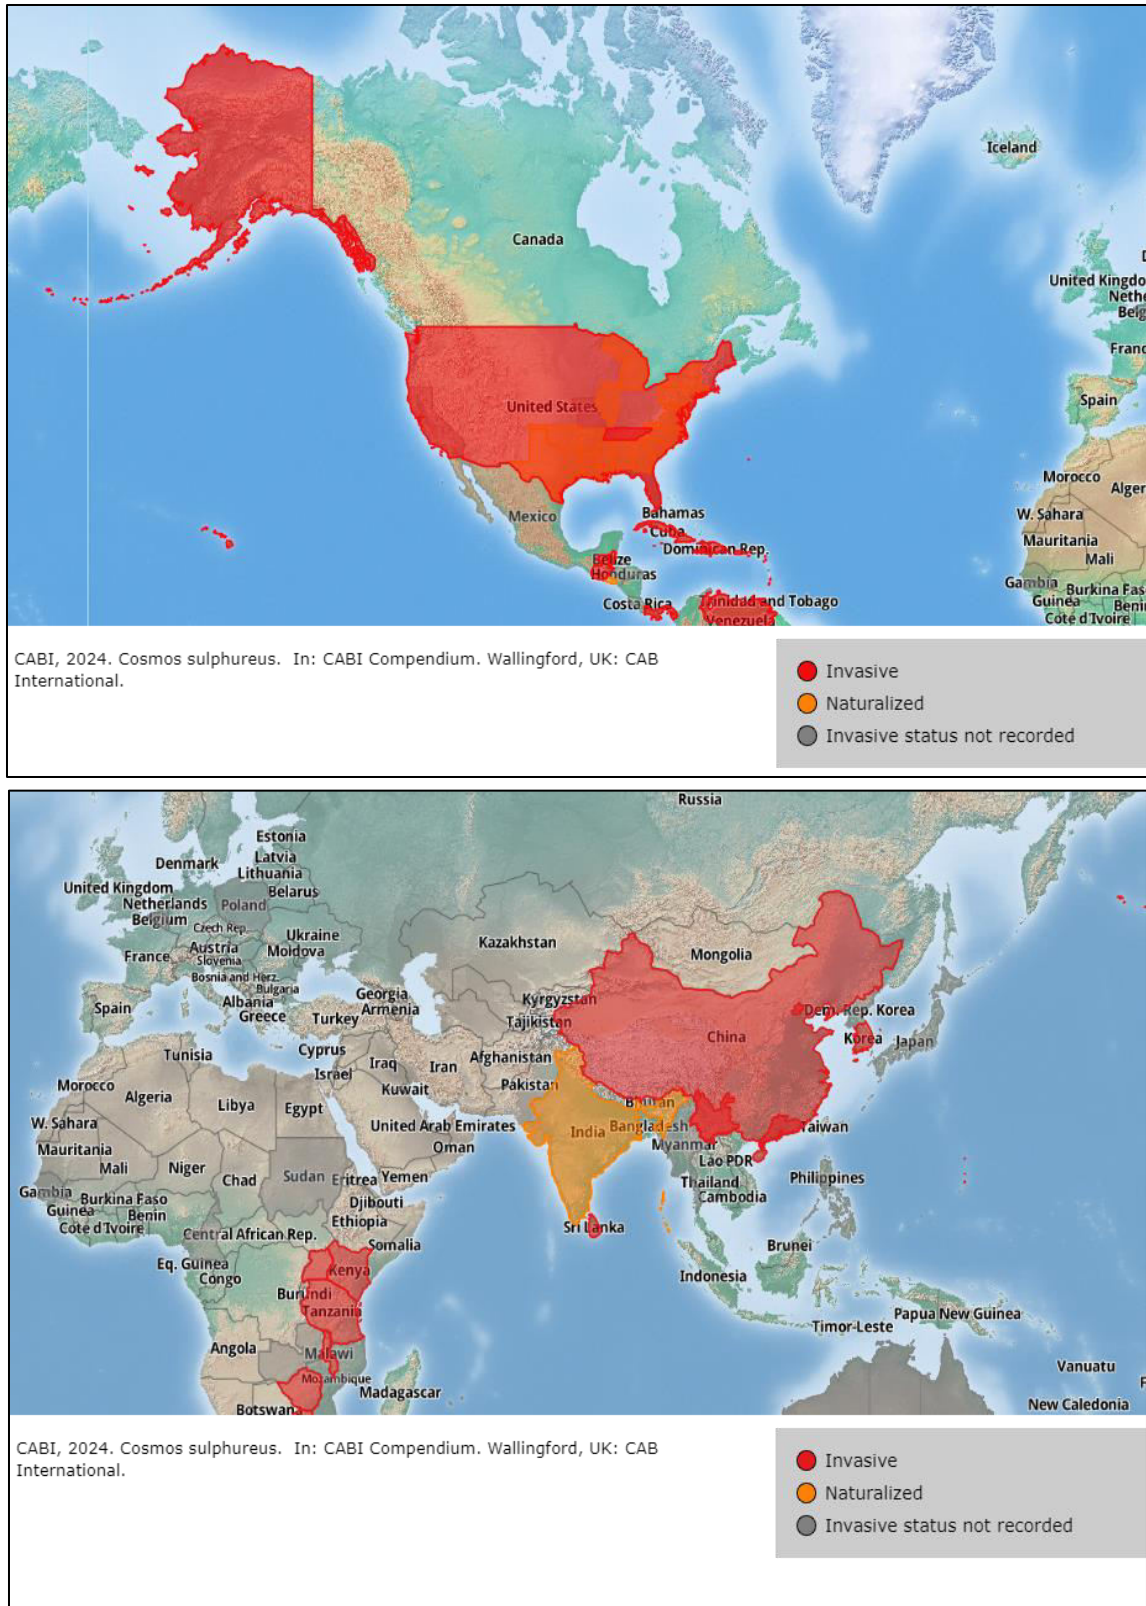 Iceland
Canada
United Kingdo
Nethe
Belg
Franc
United States
Spain
Morocco
Alger
Mexico
Bahamas
W. Sahara
Cuba
Mauritania
Dominican Rep.
Mali
Belize
Honduras
Gambia
Burkina Fas
Guinea
Beni
Costa Rica
Trinidad and Tobago
Cote d'Ivoire
Venezuela
CABI, 2024. Cosmos sulphureus. In: CABI Compendium. Wallingford, UK: CAB
International.
Invasive
Naturalized
Invasive status not recorded
Russia
Estonia
Denmark
Latvia
Lithuania
United Kingdom
Belarus
Netherlands
Poland
Belgium
Czech Rep.
Ukraine
Austria
Moldova
France
Slovenia
Kazakhstan
Mongolia
Bosnia and Herz.
Bulgaria
Georgia
Kyrgyzstan
Spain
Albania
Armenia
Dem. Rep. Korea
Greece
Turkey
Tajikistan
China
Korea
Japan
Cyprus
Tunisia
Iraq
Iran
Afghanistan
Israel
Morocco
Kuwait
Pakistan
Algeria
Libya
Egypt
Bhutan
W. Sahara
United Arab Emirates
India
Bangladesh
Taiwan
Mauritania
Oman
Myanmar
Mali
Niger
Chad
Sudan
Eritrea
Yemen
Lao PDR
Thailand
Philippines
Gambia
Burkina Faso
Djibouti
Cambodia
Guinea
Benin
Cote d'Ivoire
Ethiopia
Sri Lanka
Central African Rep.
Somalia
Brunei
Eq. Guinea
Kenya
Congo
Indonesia
Burundi
Tanzania
Papua New Guinea
Timor-Leste
Angola
Malawi
Vanuatu
Mozambique
Madagascar
F
Botswana
New Caledonia
CABI, 2024. Cosmos sulphureus. In: CABI Compendium. Wallingford, UK: CAB
International.
Invasive
Naturalized
Invasive status not recorded